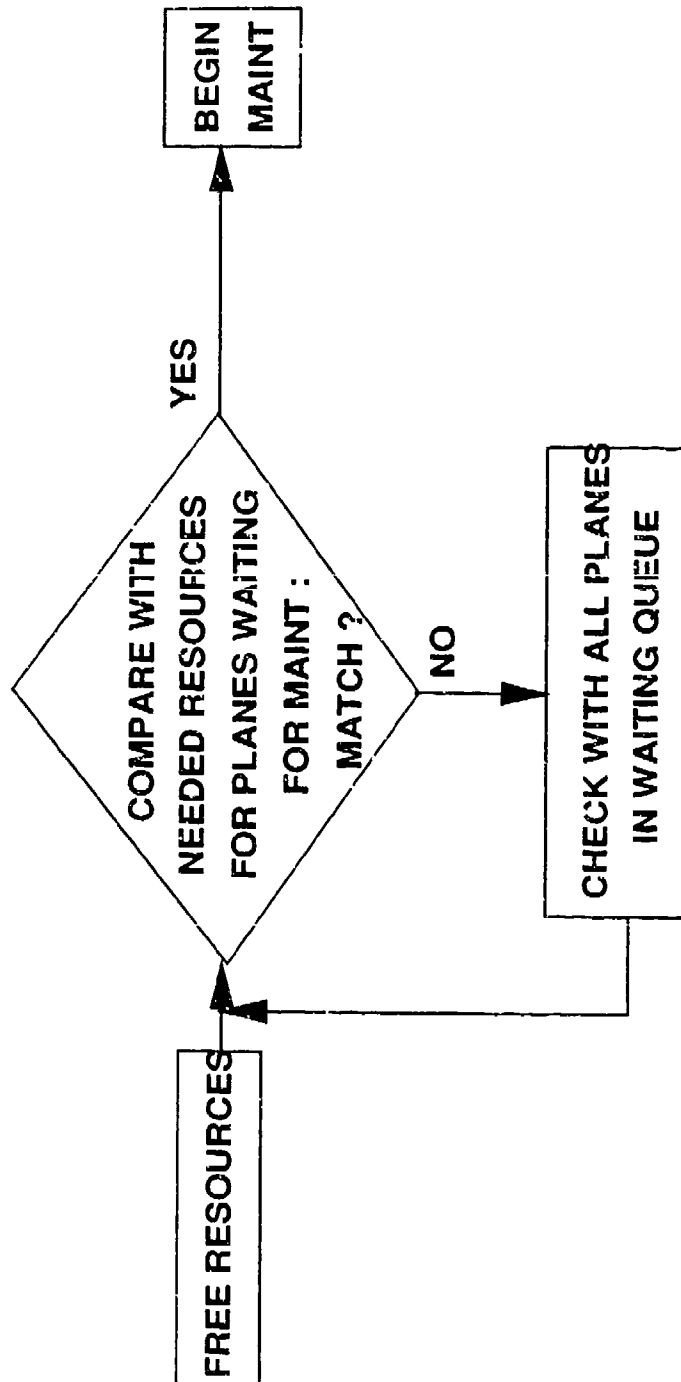 FREE RESOURCES
COMPARE WITH
NEEDED RESOURCES
FOR PLANES WAITING
FOR MAINT :
MATCH ?
YES
BEGIN
MAINT
NO
CHECK WITH ALL PLANES
IN WAITING QUEUE